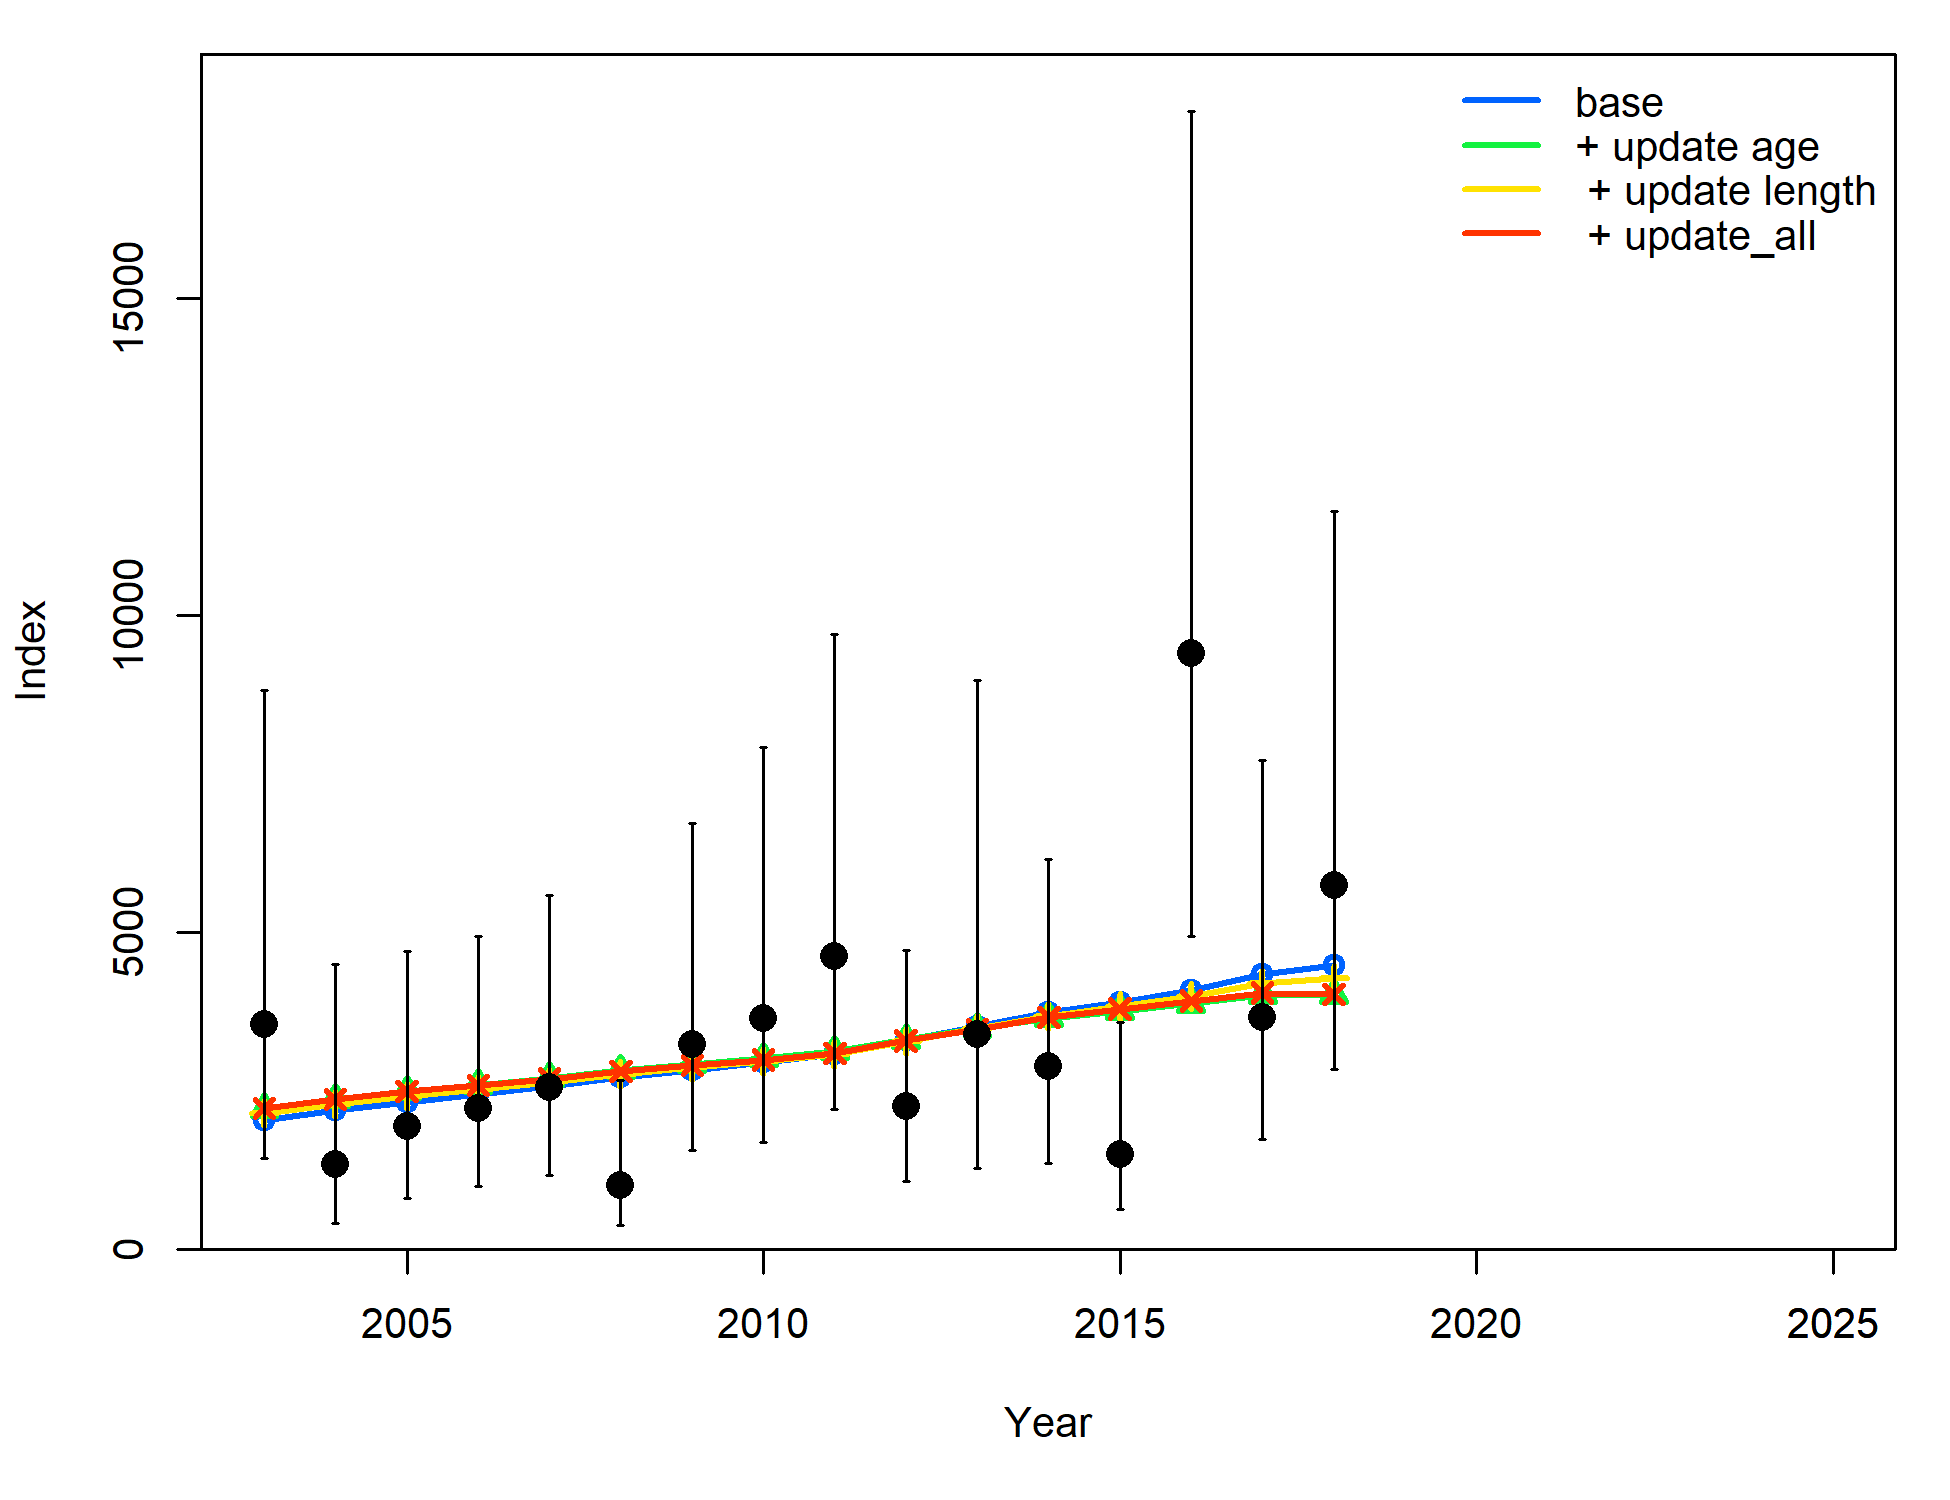 base
+ update age
+ update length
+ update_all
15000
10000
5000
0
Index
2005 2010 2015 2020 2025
Year